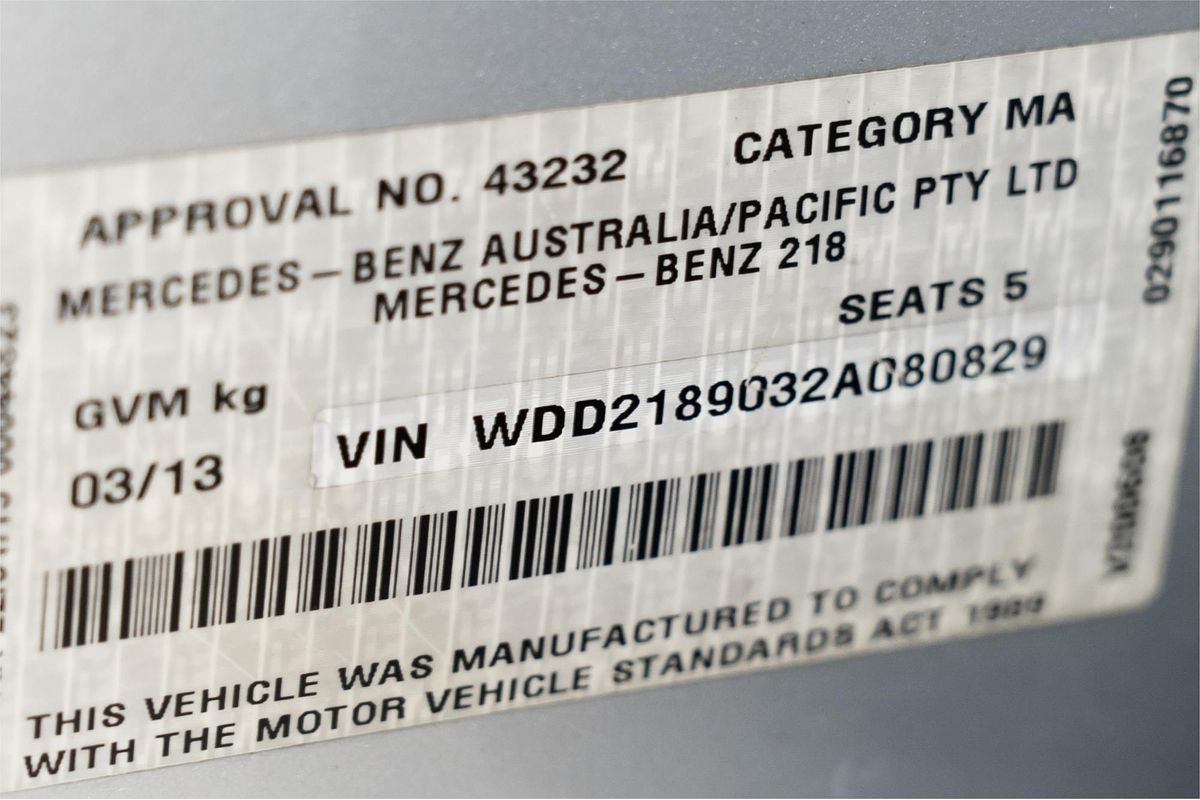 APPROVAL NO. 43232 CATEGORY MA
MERCEDES-BENZ AUSTRALIA/PACIFIC PTY LTD
MERCEDES-BENZ 218
SEATS 5
GVM kg
VIN WDD2189032A080829
03/13
THIS VEHICLE WAS MANUFACTURED TO COMPLY
WITH THE MOTOR VEHICLE STANDARDS ACT 1989
0290116870